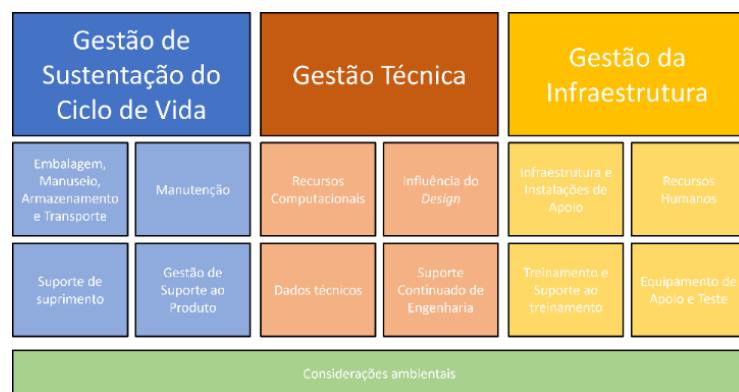 Gestão de
Sustentação do
Ciclo de Vida
Gestão Técnica
Gestão da
Infraestrutura
Embalagem,
Manuseio,
Armazenamento
e Transporte
Manutenção
Recursos
Computacionais
Influência do
Design
Infraestrutura e
Instalações de
Apoio
Recursos
Humanos
Suporte de
suprimento
Gestão de
Suporte ao
Produto
Dados técnicos
Suporte
Continuado de
Engenharia
Treinamento e
Suporte ao
treinamento
Equipamento de
Apoio e Teste
Considerações ambientais